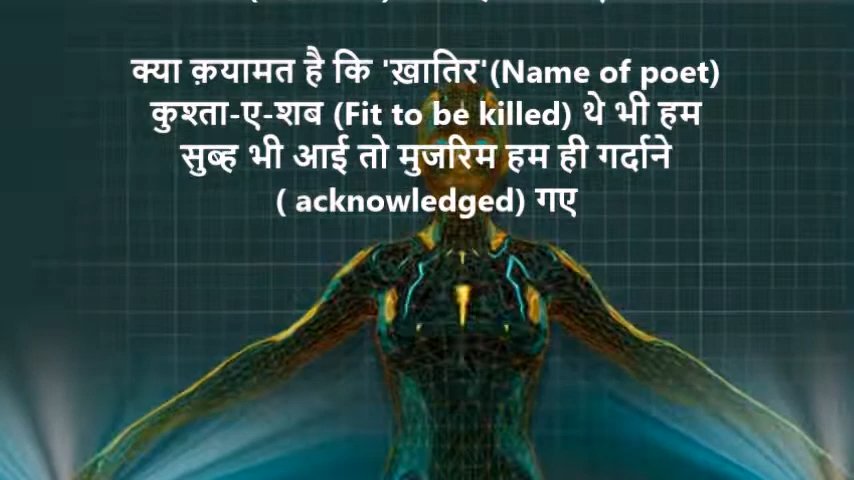 क्या क़यामत है कि 'ख़ातिर'(Name of poet)
कुश्ता-ए-शब (Fit to be killed) थे भी हम
सुब्ह भी आई तो मुजरिम हम ही गर्दाने
( acknowledged) गए